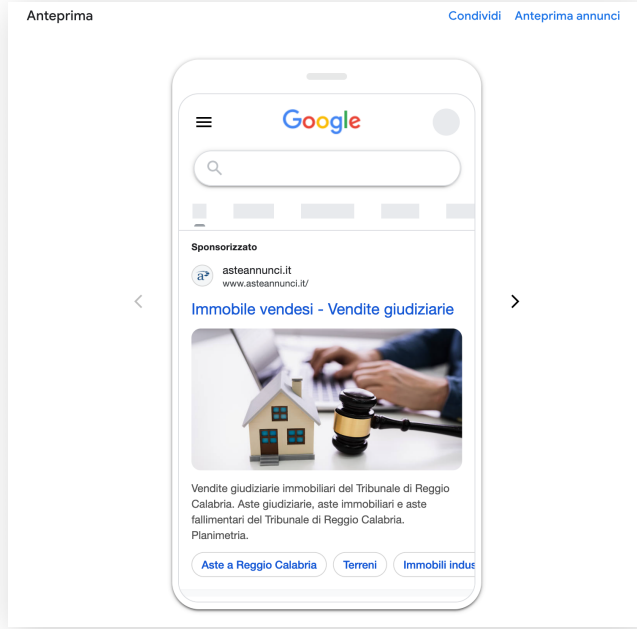 Anteprima
Condividi Anteprima annunci
Google
Sponsorizzato
asteannunci.it
www.asteannunci.it/
Immobile vendesi - Vendite giudiziarie
Vendite giudiziarie immobiliari del Tribunale di Reggio
Calabria. Aste giudiziarie, aste immobiliari e aste
fallimentari del Tribunale di Reggio Calabria.
Planimetria.
Aste a Reggio Calabria Terreni Immobili indus